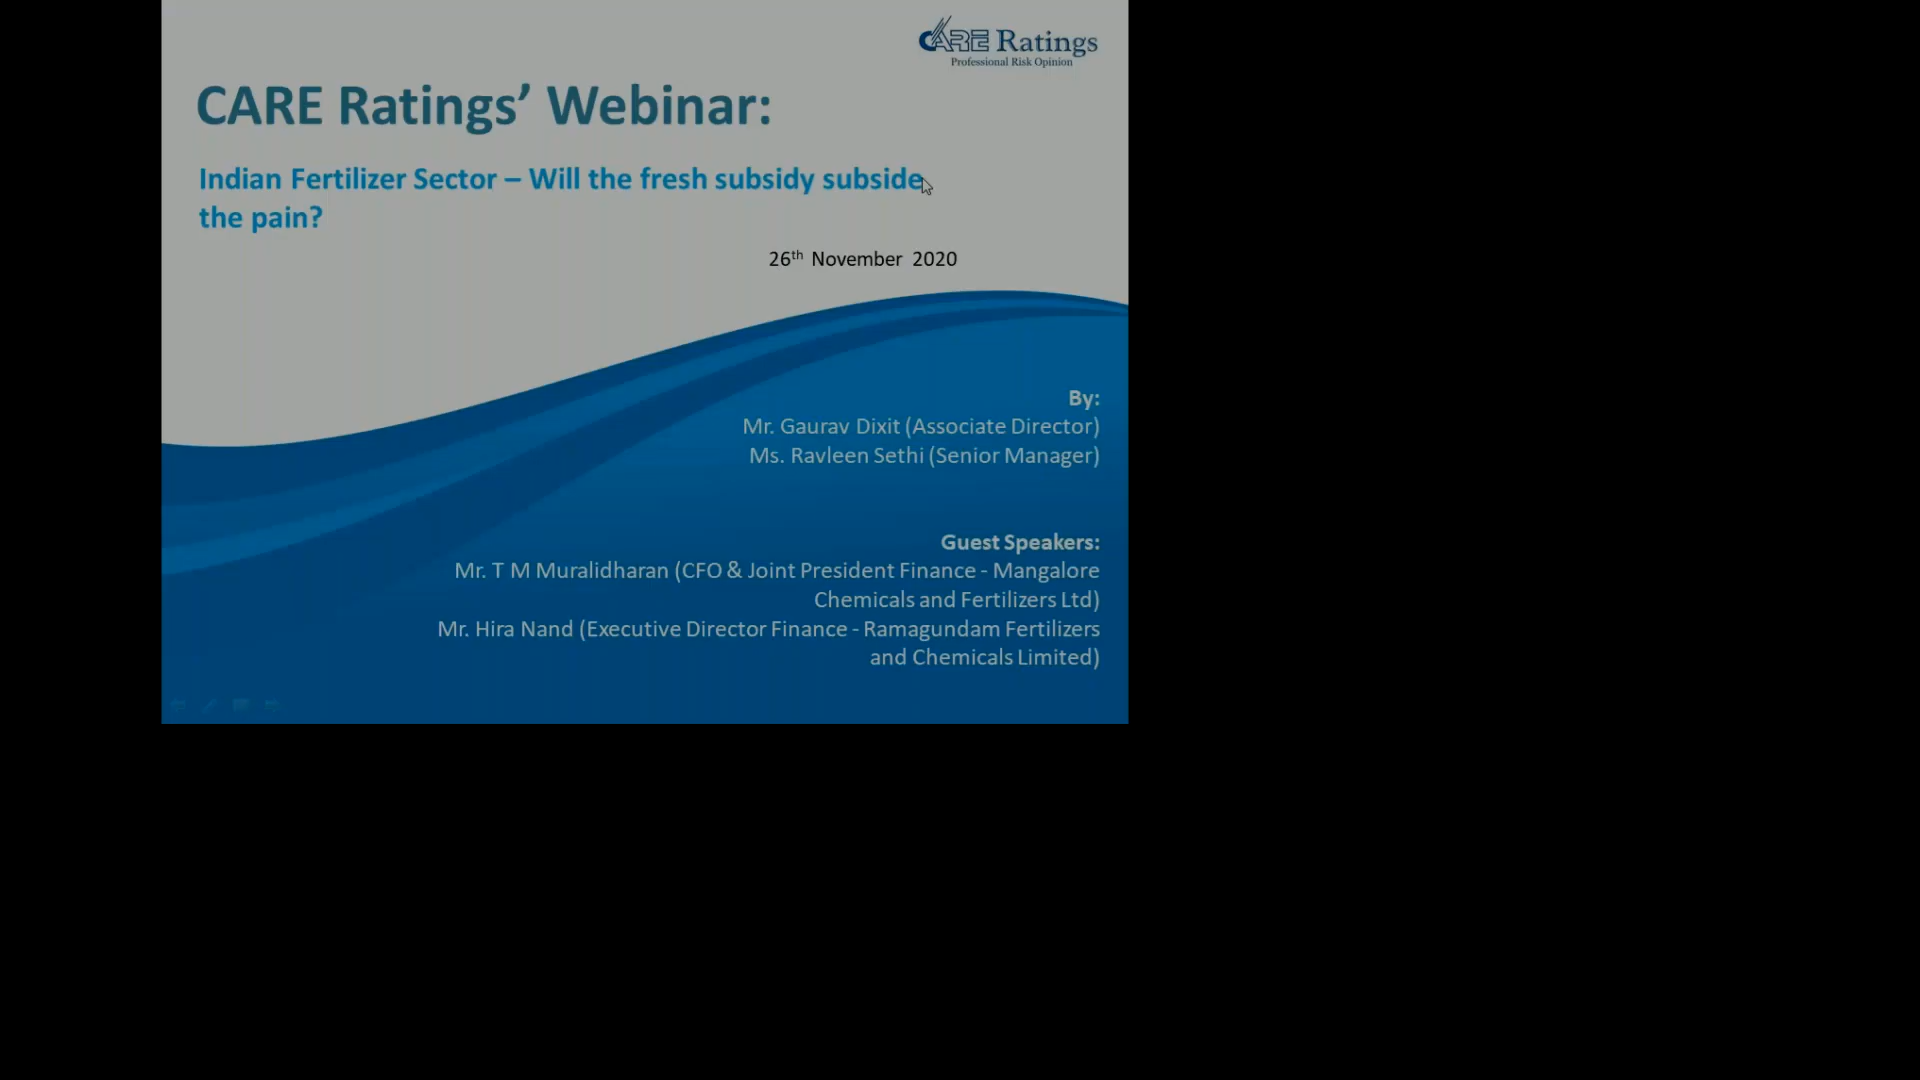 CARE Ratings
Professional Risk Opinion
CARE Ratings’ Webinar:
Indian Fertilizer Sector – Will the fresh subsidy subside
the pain?
26th November 2020
By:
Mr. Gaurav Dixit (Associate Director)
Ms. Ravleen Sethi (Senior Manager)
Guest Speakers:
Mr. T M Muralidharan (CFO & Joint President Finance - Mangalore
Chemicals and Fertilizers Ltd)
Mr. Hira Nand (Executive Director Finance - Ramagundam Fertilizers
and Chemicals Limited)